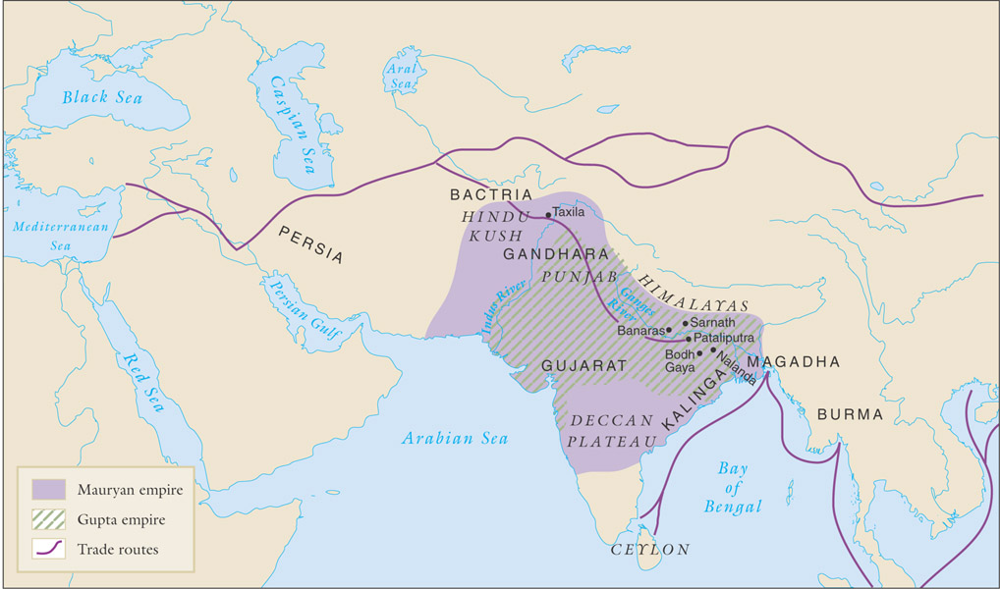 Black Sea
Caspian Sea
Aral
Sea
Mediterranean
Sea
PERSIA
BACTRIA
HINDU
KUSH
Taxila
GANDHARA
PUNJAB
Persian Gulf
Indus River
HIMALAYAS
Ganges
River
Sarnath
Banaras
Pataliputra
Bodh
Gaya
Nalanda
MAGADHA
Red Sea
GUJARAT
KALINGA
BURMA
DECCAN
PLATEAU
Arabian Sea
Bay
of
Bengal
CEYLON
Mauryan empire
Gupta empire
Trade routes